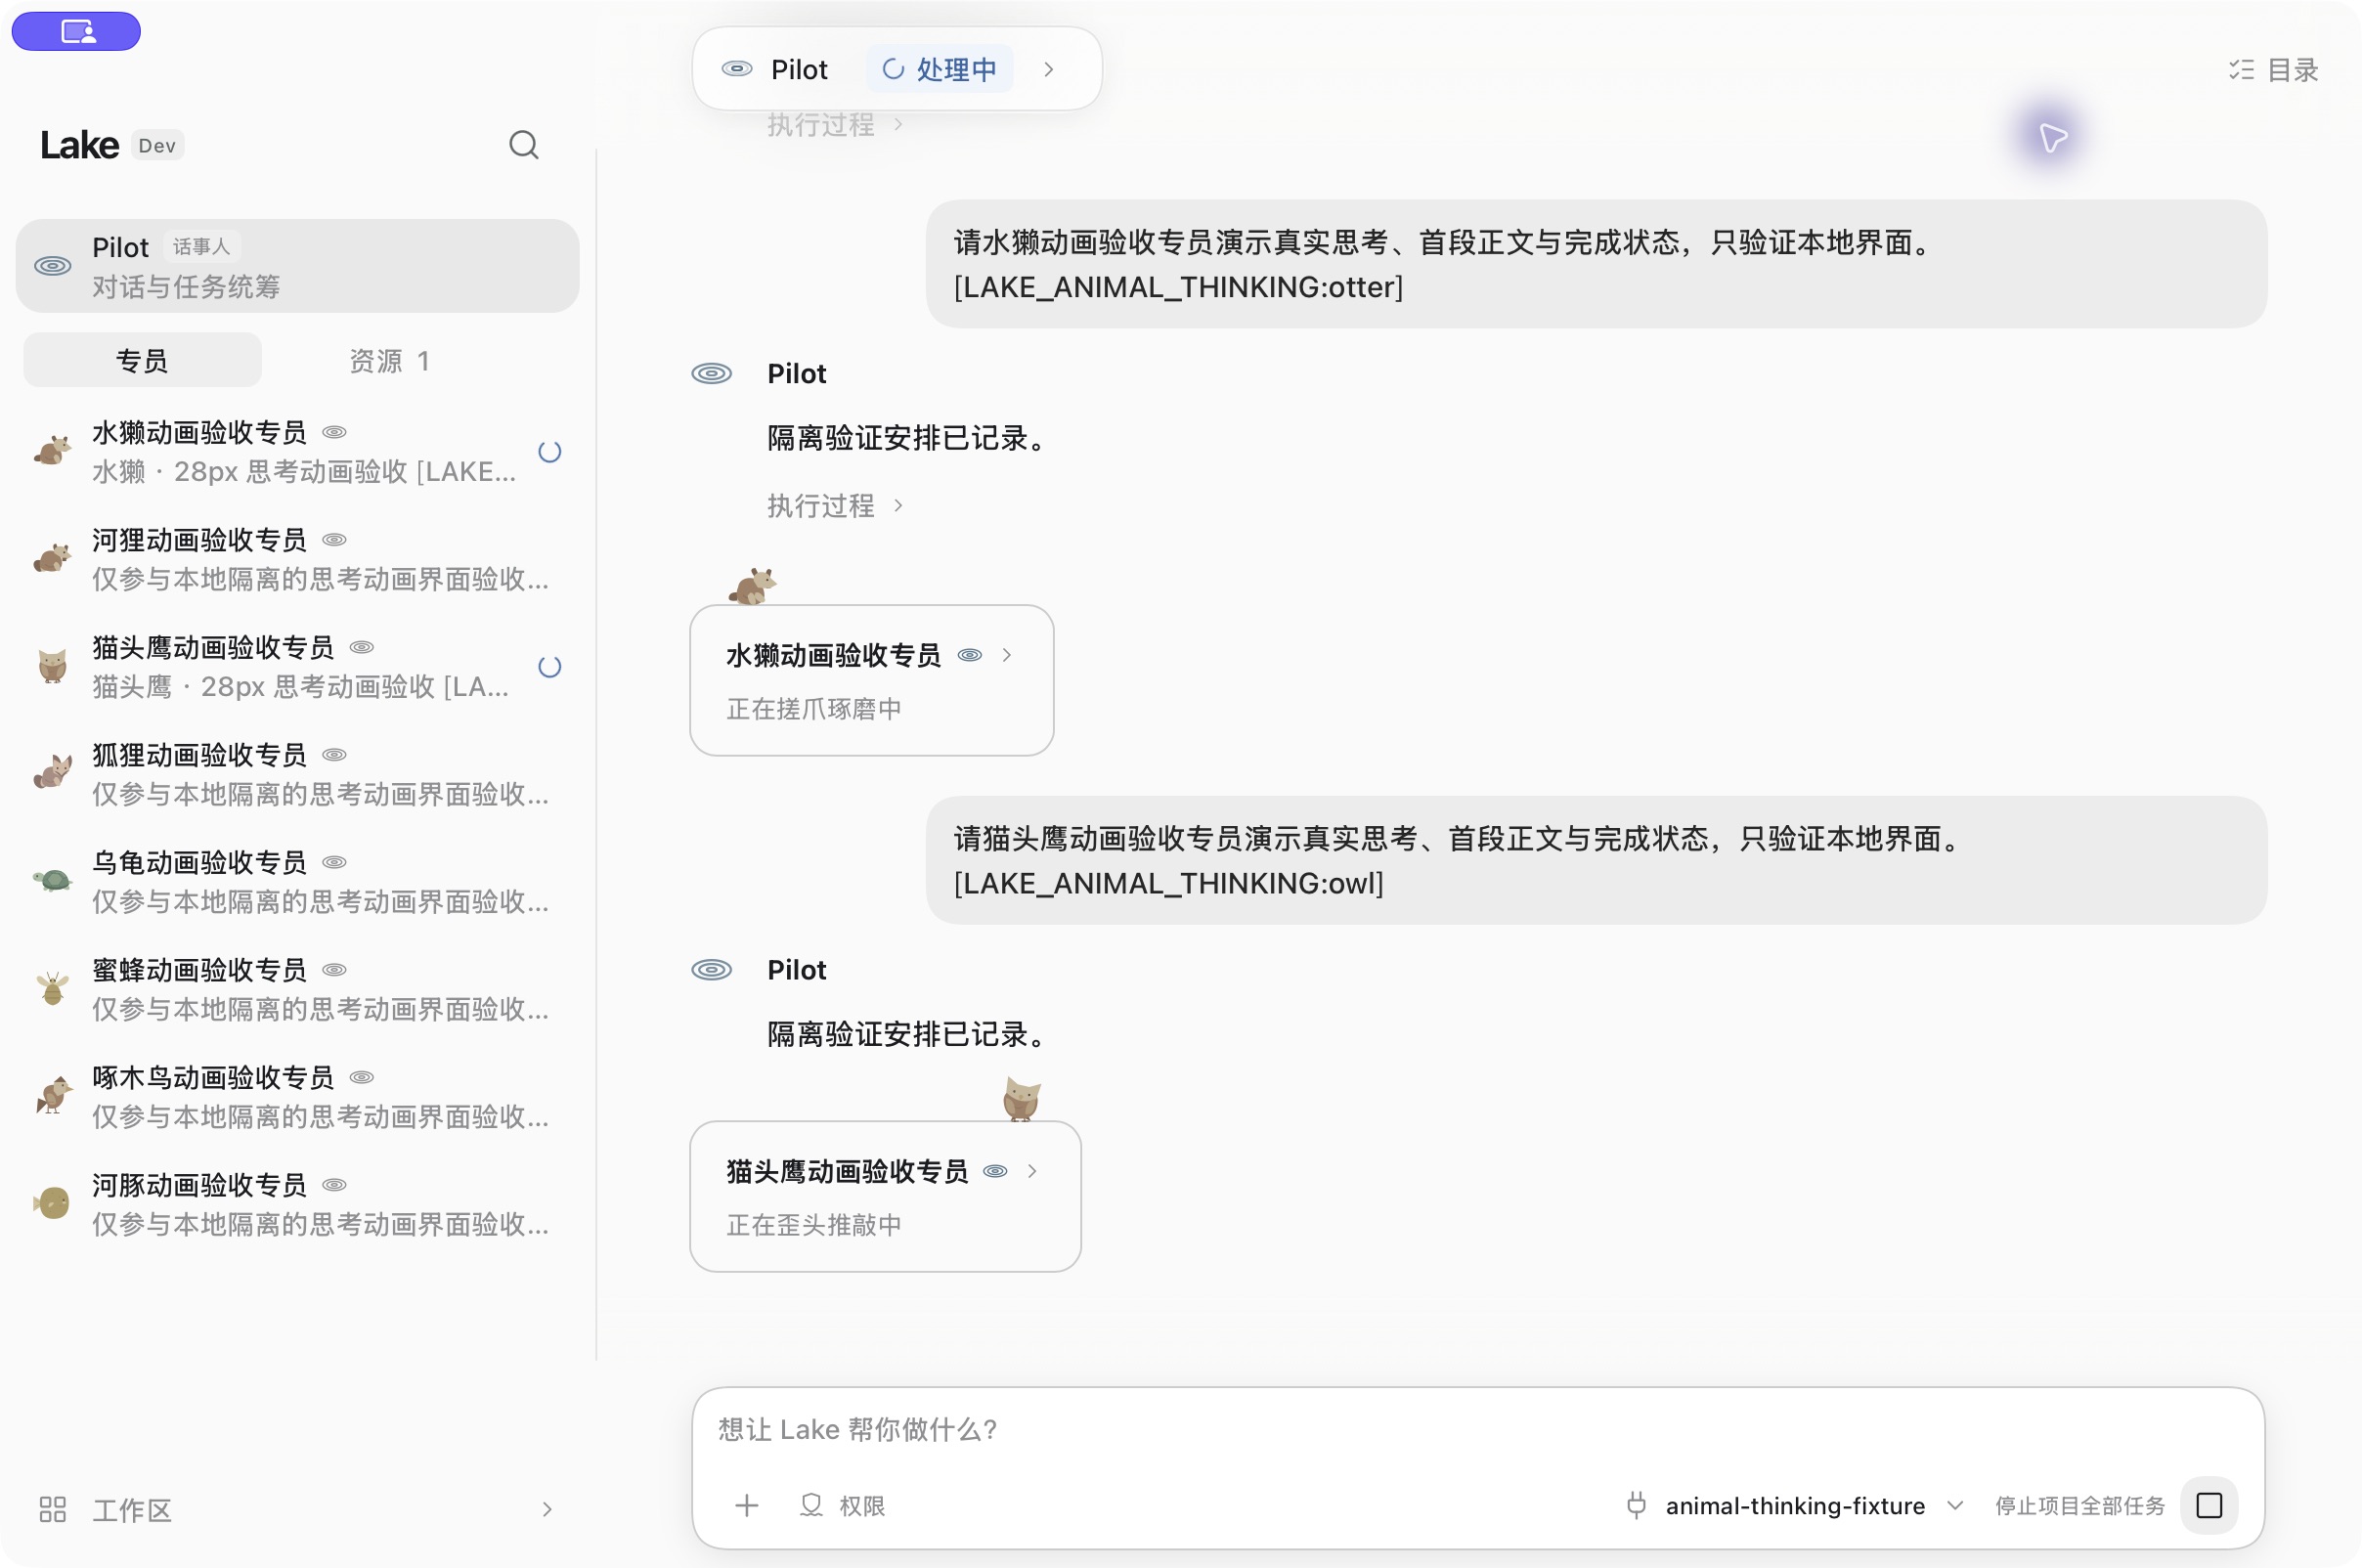 Lake Dev
Pilot 话事人
对话与任务统筹
专员
资源 1
水獭动画验收专员
水獭 · 28px 思考动画验收 [LAKE...
河狸动画验收专员
仅参与本地隔离的思考动画界面验收...
猫头鹰动画验收专员
猫头鹰 · 28px 思考动画验收 [LA...
狐狸动画验收专员
仅参与本地隔离的思考动画界面验收...
乌龟动画验收专员
仅参与本地隔离的思考动画界面验收...
蜜蜂动画验收专员
仅参与本地隔离的思考动画界面验收...
啄木鸟动画验收专员
仅参与本地隔离的思考动画界面验收...
河豚动画验收专员
仅参与本地隔离的思考动画界面验收...
工作区
Pilot 处理中
目录
执行过程
请水獭动画验收专员演示真实思考、首段正文与完成状态，只验证本地界面。
[LAKE_ANIMAL_THINKING:otter]
Pilot
隔离验证安排已记录。
执行过程
水獭动画验收专员
正在搓爪琢磨中
请猫头鹰动画验收专员演示真实思考、首段正文与完成状态，只验证本地界面。
[LAKE_ANIMAL_THINKING:owl]
Pilot
隔离验证安排已记录。
猫头鹰动画验收专员
正在歪头推敲中
想让 Lake 帮你做什么?
权限
animal-thinking-fixture
停止项目全部任务